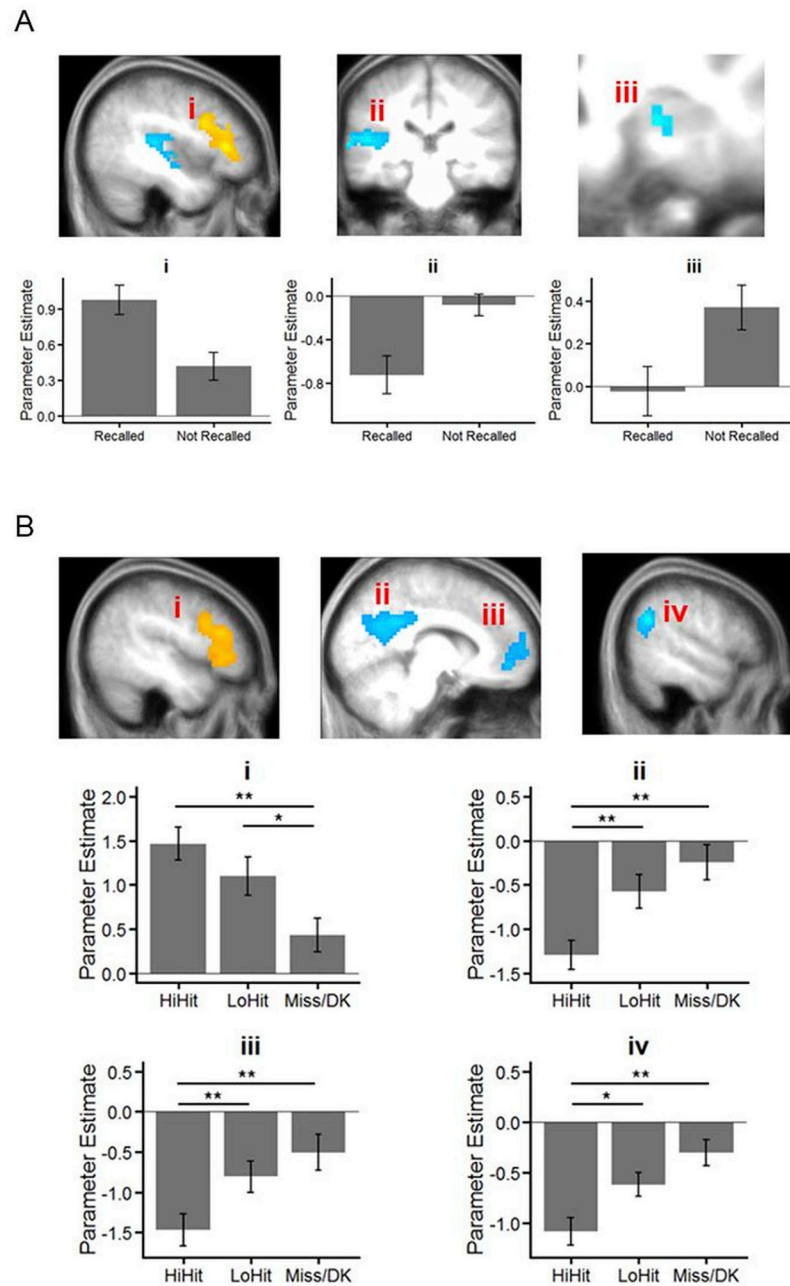 A
i
ii
iii
i
ii
iii
Parameter Estimate
0.9
0.6
0.3
0.0
Recalled
Not Recalled
Parameter Estimate
0.0
-0.4
-0.8
Recalled
Not Recalled
Parameter Estimate
0.4
0.2
0.0
Recalled
Not Recalled
B
i
ii
iii
iv
i
Parameter Estimate
2.0
1.5
1.0
0.5
0.0
**
*
HiHit
LoHit
Miss/DK
ii
Parameter Estimate
0.5
0.0
-0.5
-1.0
-1.5
**
**
HiHit
LoHit
Miss/DK
iii
Parameter Estimate
0.5
0.0
-0.5
-1.0
-1.5
**
**
HiHit
LoHit
Miss/DK
iv
Parameter Estimate
0.5
0.0
-0.5
-1.0
**
*
HiHit
LoHit
Miss/DK